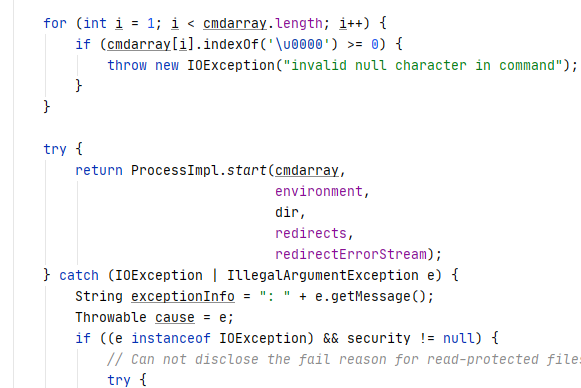 for (int i = 1; i < cmdarray.length; i++) {
if (cmdarray[i].indexOf('\u0000') >= 0) {
throw new IOException("invalid null character in command");
}
}
try {
return ProcessImpl.start(cmdarray,
environment,
dir,
redirects,
redirectErrorStream);
} catch (IOException | IllegalArgumentException e) {
String exceptionInfo = ": " + e.getMessage();
Throwable cause = e;
if ((e instanceof IOException) && security != null) {
// Can not disclose the fail reason for read-protected files
try {